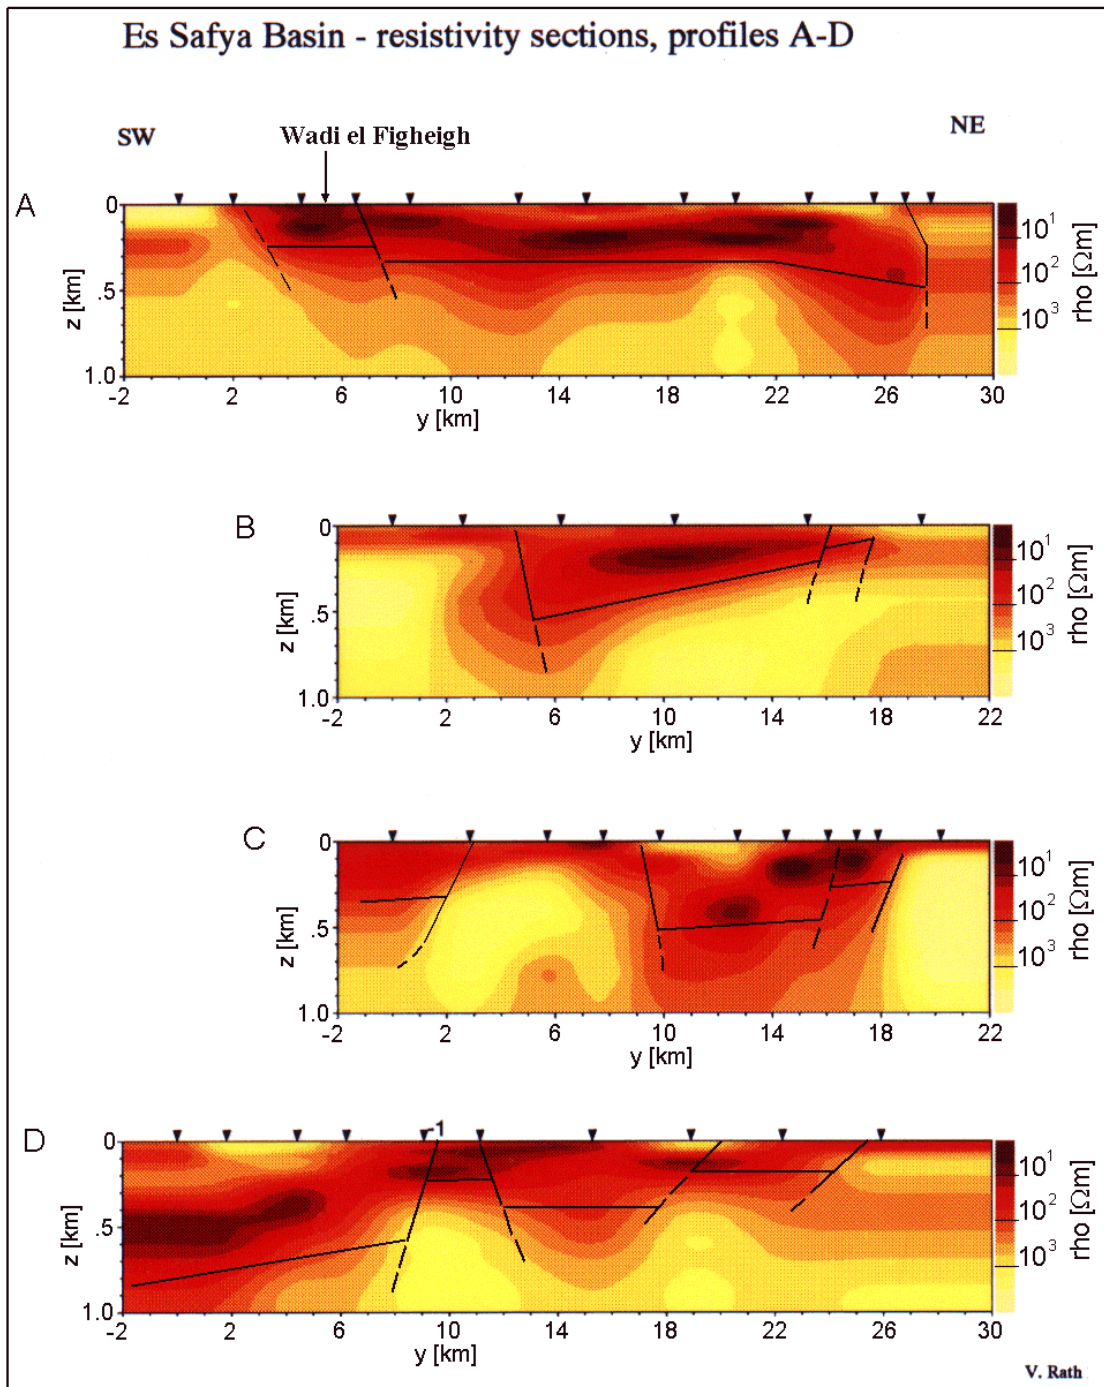 Es Safya Basin - resistivity sections, profiles A-D
SW
Wadi el Figheigh
NE
A
0
.5
1.0
z [km]
-2 2 6 10 14 18 22 26 30
y [km]
10¹
10²
10³
rho [Ωm]
B
0
.5
1.0
z [km]
-2 2 6 10 14 18 22
y [km]
10¹
10²
10³
rho [Ωm]
C
0
.5
1.0
z [km]
-2 2 6 10 14 18 22
y [km]
10¹
10²
10³
rho [Ωm]
D
-1
0
.5
1.0
z [km]
-2 2 6 10 14 18 22 26 30
y [km]
10¹
10²
10³
rho [Ωm]
V. Rath